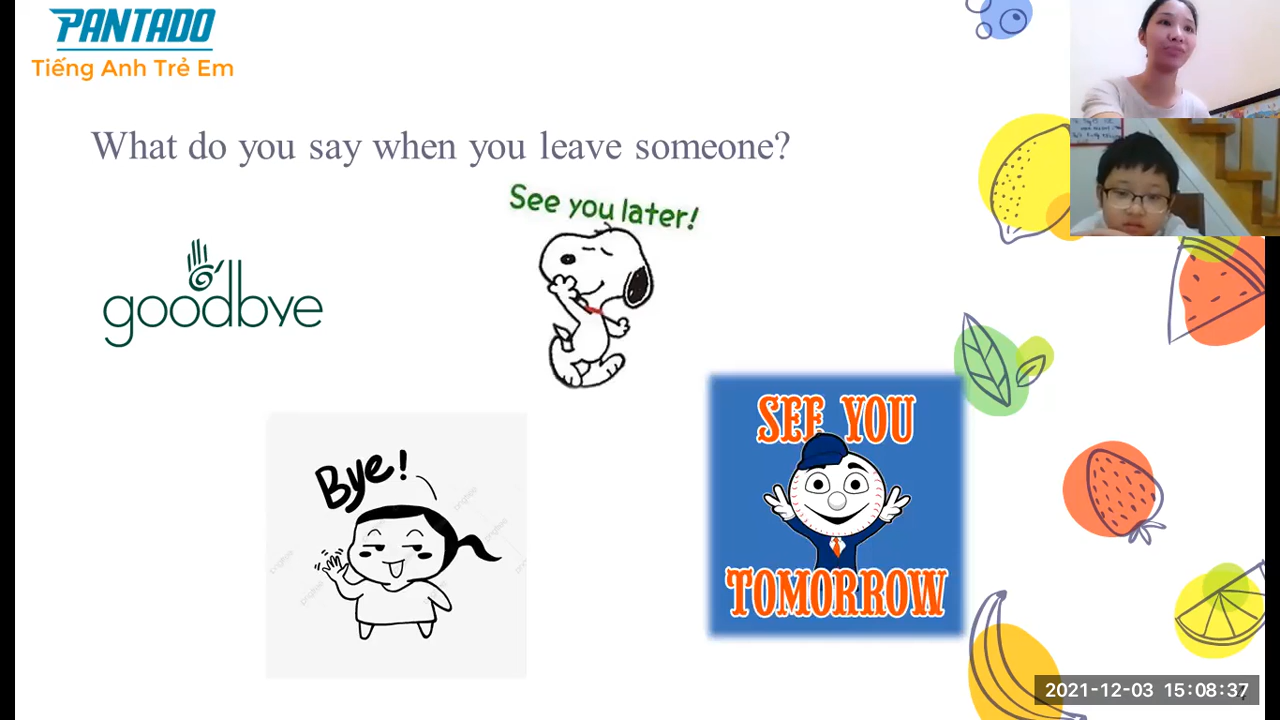 PANTADO
Tiếng Anh Trẻ Em
What do you say when you leave someone?
See you later!
goodbye
Bye!
SEE YOU
TOMORROW
2021-12-03 15:08:37